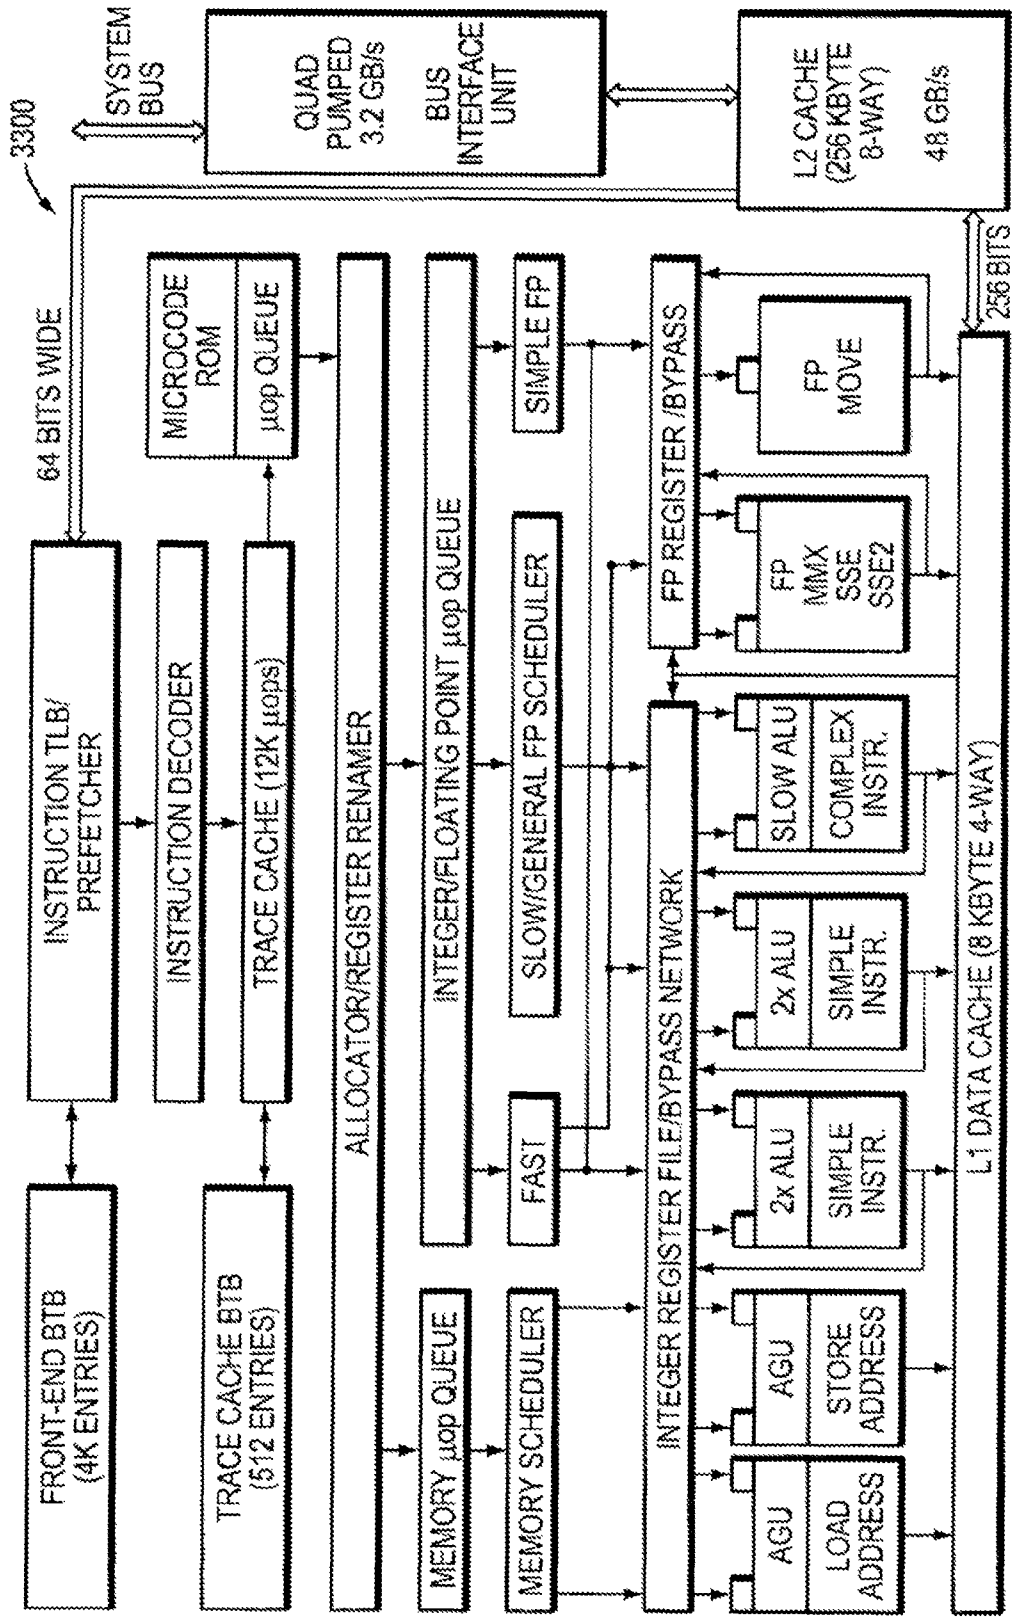 3300
FRONT-END BTB
(4K ENTRIES)
INSTRUCTION TLB/
PREFETCHER
64 BITS WIDE
SYSTEM
BUS
INSTRUCTION DECODER
TRACE CACHE BTB
(512 ENTRIES)
TRACE CACHE (12K µops)
MICROCODE
ROM
µop QUEUE
QUAD
PUMPED
3.2 GB/s
BUS
INTERFACE
UNIT
ALLOCATOR/REGISTER RENAMER
MEMORY µop QUEUE
INTEGER/FLOATING POINT µop QUEUE
MEMORY SCHEDULER
FAST
SLOW/GENERAL FP SCHEDULER
SIMPLE FP
INTEGER REGISTER FILE/BYPASS NETWORK
FP REGISTER /BYPASS
AGU
LOAD
ADDRESS
AGU
STORE
ADDRESS
2x ALU
SIMPLE
INSTR.
2x ALU
SIMPLE
INSTR.
SLOW ALU
COMPLEX
INSTR.
FP
MMX
SSE
SSE2
FP
MOVE
L2 CACHE
(256 KBYTE
8-WAY)
48 GB/s
256 BITS
L1 DATA CACHE (8 KBYTE 4-WAY)